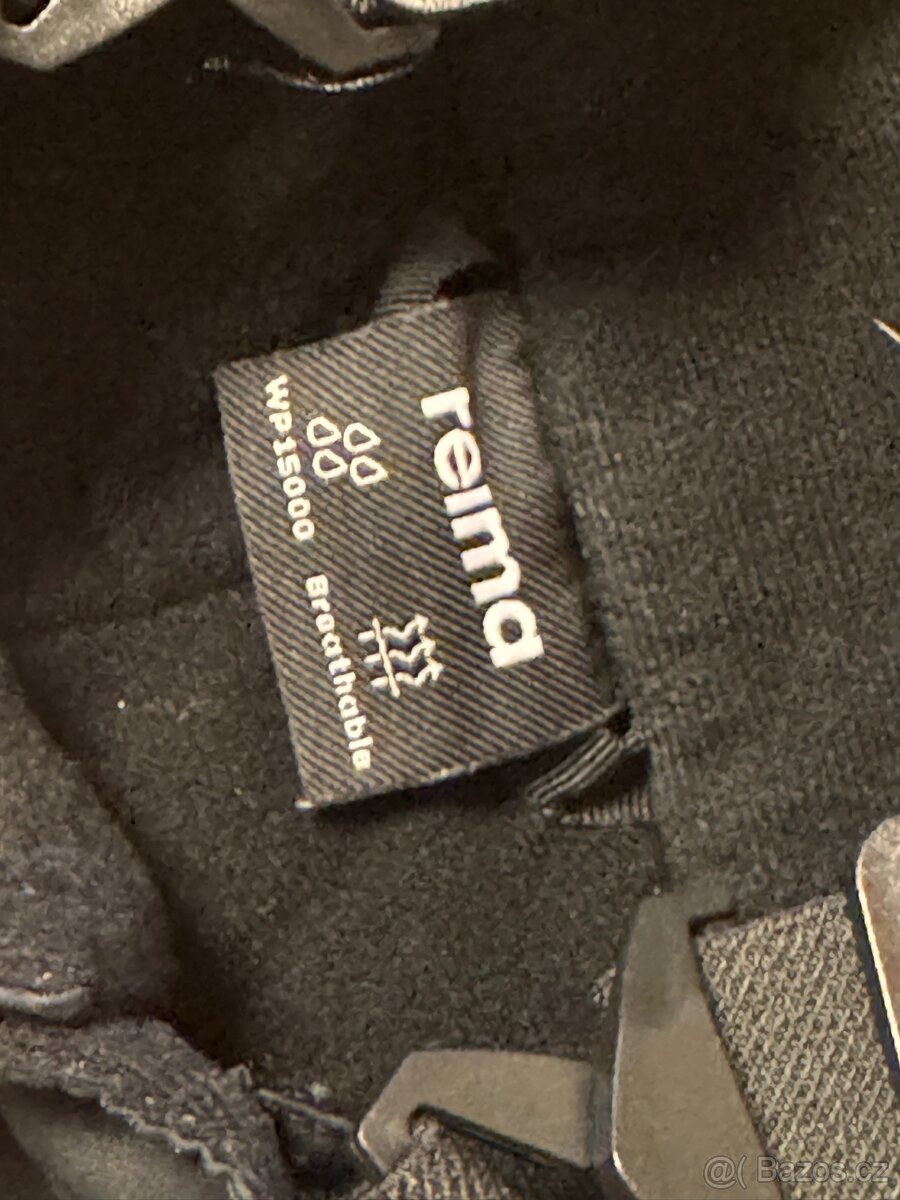 reima
WP15000 Breathable
@( Bazos.cz